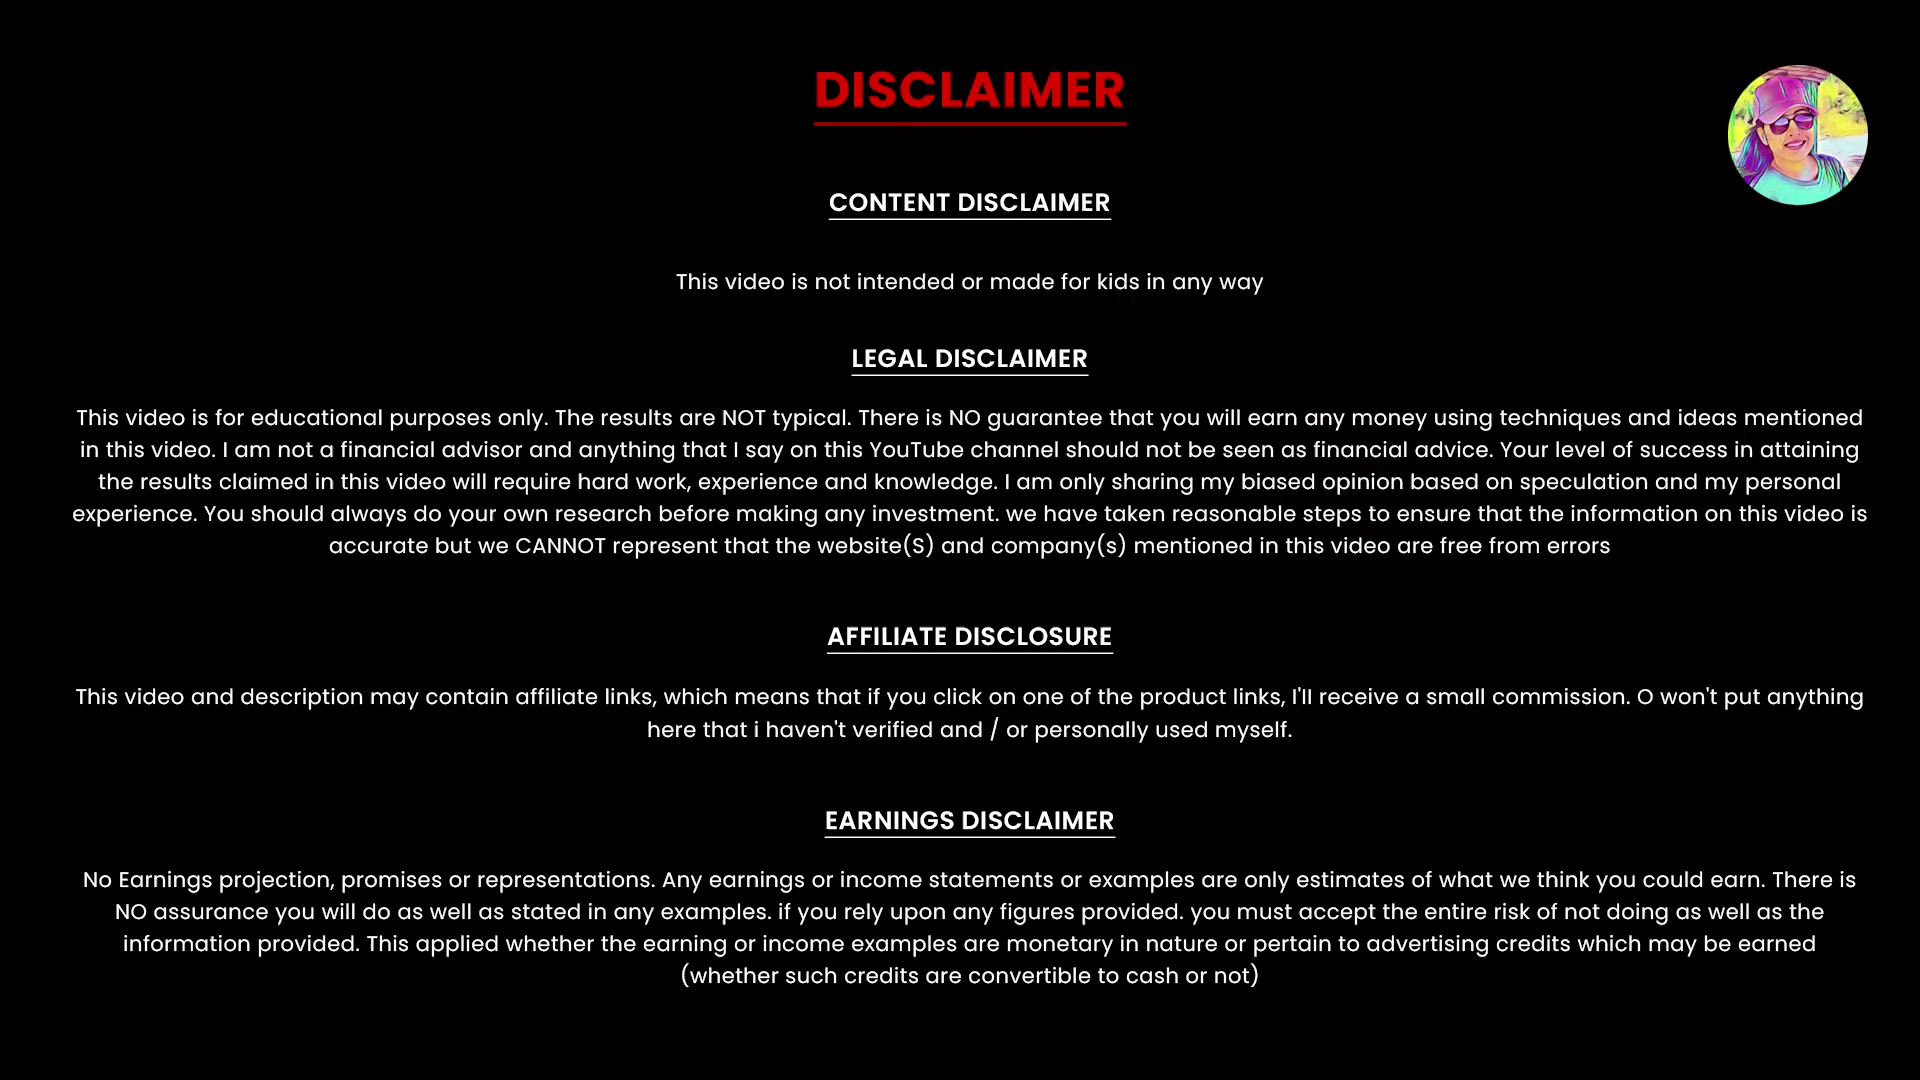 DISCLAIMER
CONTENT DISCLAIMER
This video is not intended or made for kids in any way
LEGAL DISCLAIMER
This video is for educational purposes only. The results are NOT typical. There is NO guarantee that you will earn any money using techniques and ideas mentioned
in this video. I am not a financial advisor and anything that I say on this YouTube channel should not be seen as financial advice. Your level of success in attaining
the results claimed in this video will require hard work, experience and knowledge. I am only sharing my biased opinion based on speculation and my personal
experience. You should always do your own research before making any investment. we have taken reasonable steps to ensure that the information on this video is
accurate but we CANNOT represent that the website(S) and company(s) mentioned in this video are free from errors
AFFILIATE DISCLOSURE
This video and description may contain affiliate links, which means that if you click on one of the product links, I'II receive a small commission. O won't put anything
here that i haven't verified and / or personally used myself.
EARNINGS DISCLAIMER
No Earnings projection, promises or representations. Any earnings or income statements or examples are only estimates of what we think you could earn. There is
NO assurance you will do as well as stated in any examples. if you rely upon any figures provided. you must accept the entire risk of not doing as well as the
information provided. This applied whether the earning or income examples are monetary in nature or pertain to advertising credits which may be earned
(whether such credits are convertible to cash or not)